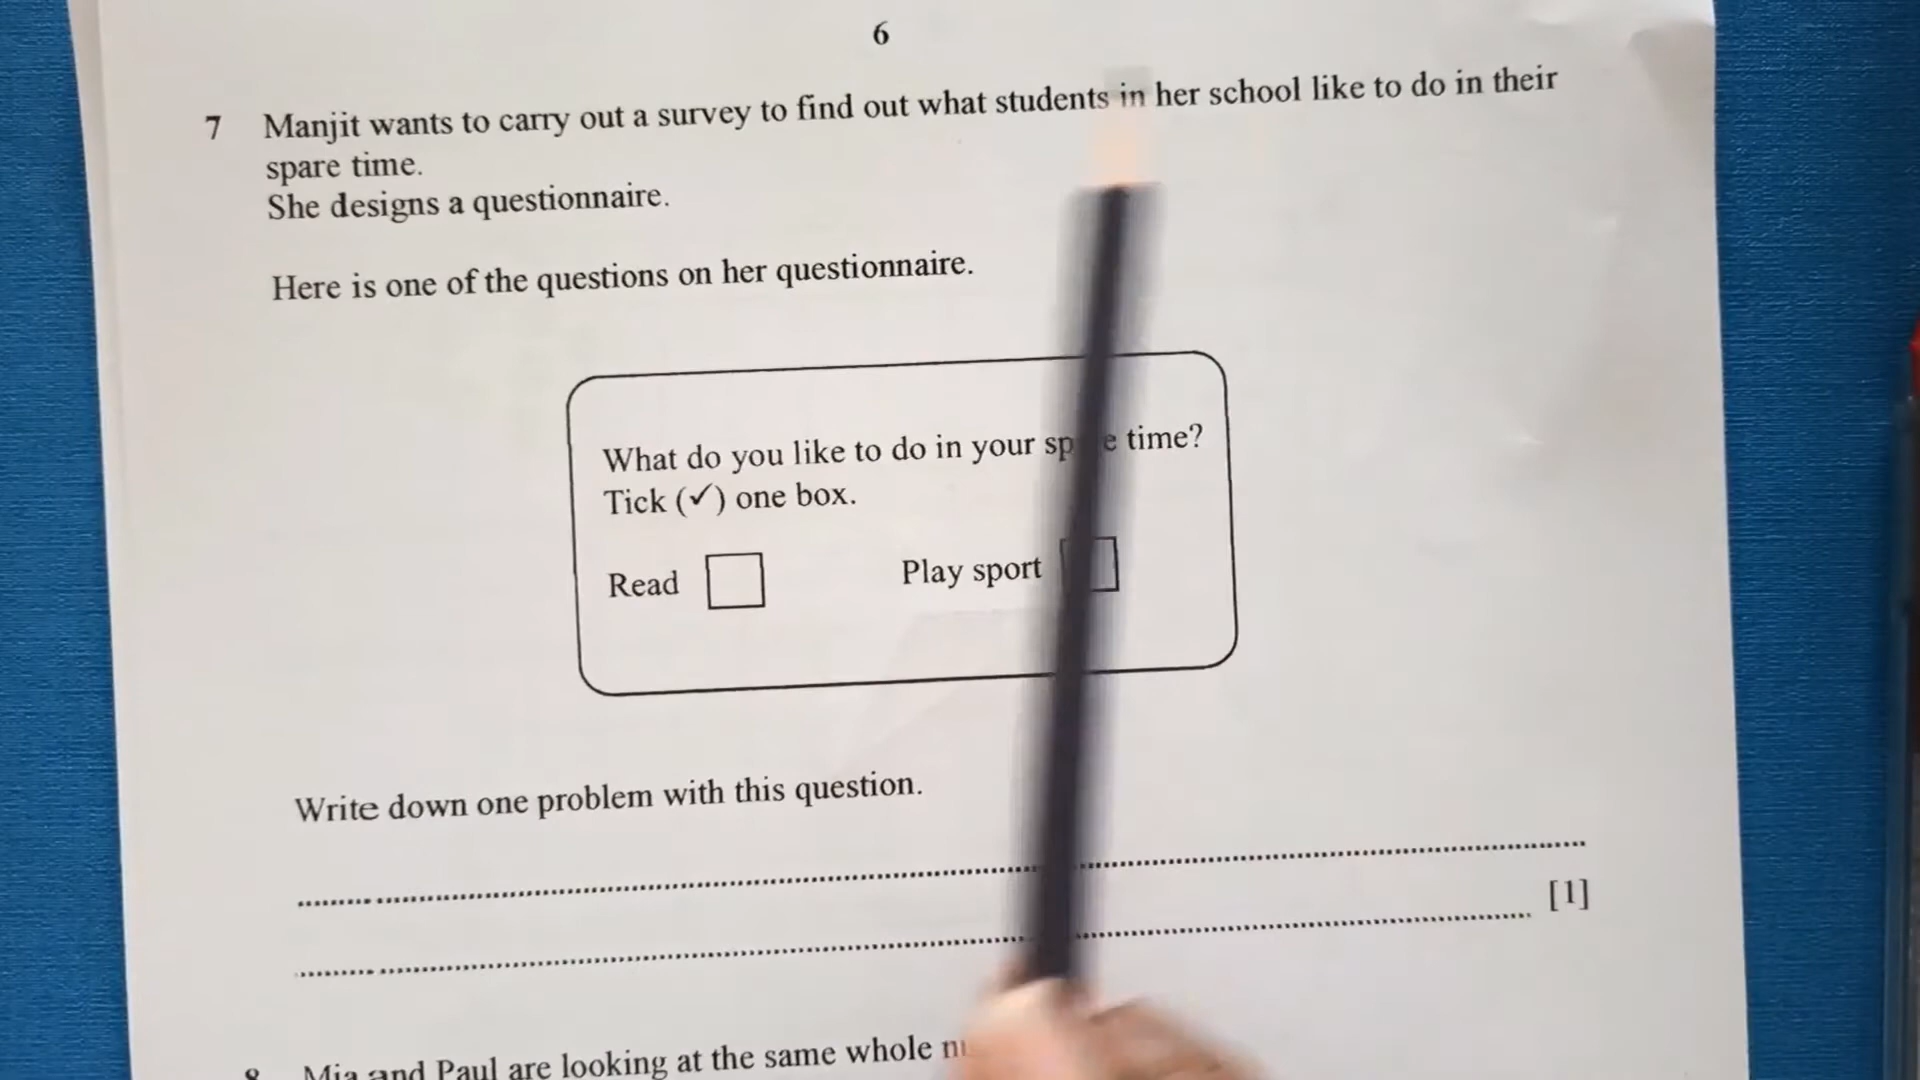 6
7 Manjit wants to carry out a survey to find out what students in her school like to do in their
spare time.
She designs a questionnaire.
Here is one of the questions on her questionnaire.
What do you like to do in your time?
Tick (✓) one box.
Read Play sport
Write down one problem with this question.
[1]
8 Mia and Paul are looking at the same whole